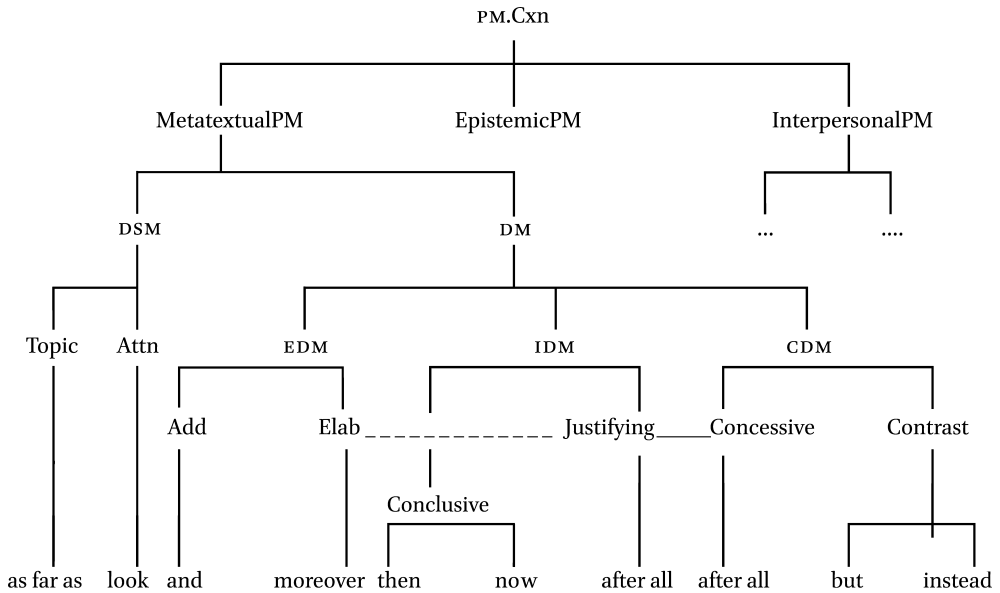 PM.Cxn
MetatextualPM EpistemicPM InterpersonalPM
DSM DM ... ....
Topic Attn EDM IDM CDM
Add Elab Justifying Concessive Contrast
Conclusive
as far as look and moreover then now after all after all but instead